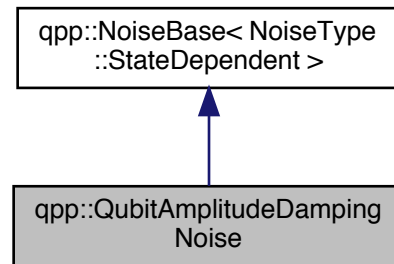 qpp::NoiseBase< NoiseType
::StateDependent >
qpp::QubitAmplitudeDamping
Noise